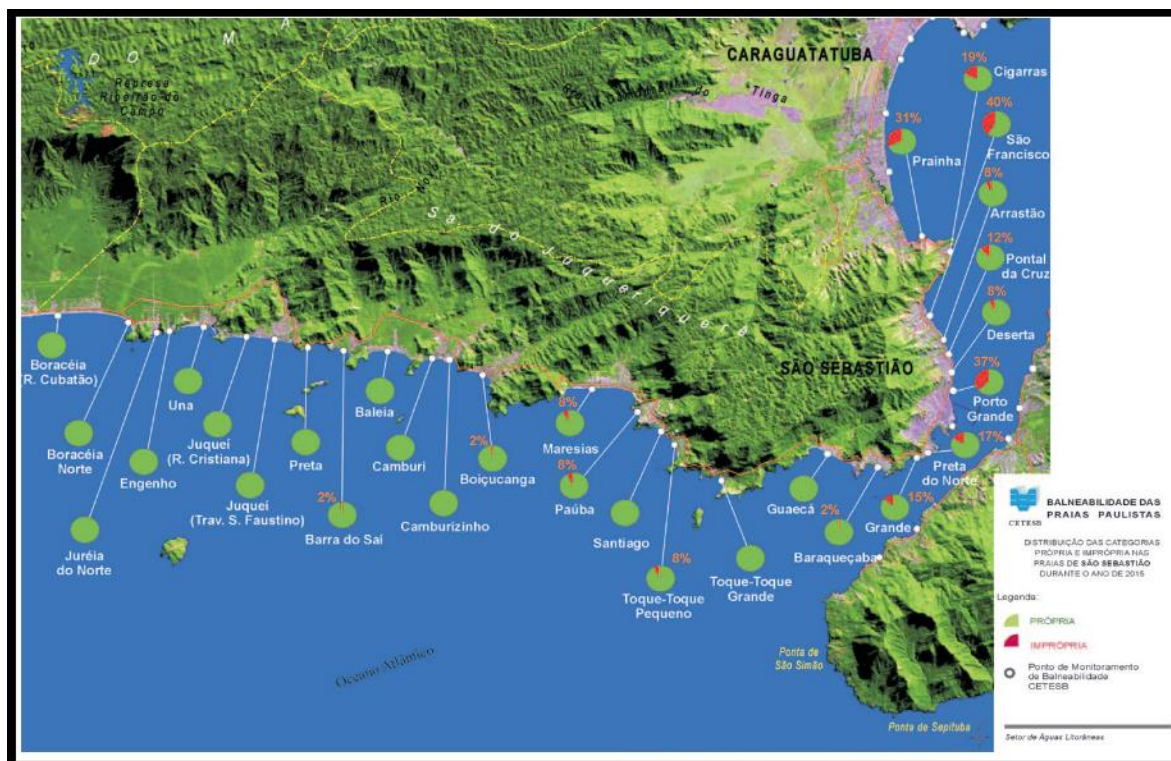 D O M A
Represa
Ribeirão do
Campo
CARAGUATATUBA
Tinga
Sa do Juqueriquerê
SÃO SEBASTIÃO
19%
Cigarras
40%
São
Francisco
31%
Prainha
8%
Arrastão
12%
Pontal
da Cruz
8%
Deserta
37%
Porto
Grande
17%
Preta
do Norte
15%
Grande
2%
Baraqueçaba
Guaecá
Toque-Toque
Grande
8%
Toque-Toque
Pequeno
Santiago
8%
Paúba
8%
Maresias
2%
Boiçucanga
Camburizinho
Camburi
Baleia
2%
Barra do Saí
Preta
Juqueí
(Trav. S. Faustino)
Juqueí
(R. Cristiana)
Una
Engenho
Juréia
do Norte
Boracéia
Norte
Boracéia
(R. Cubatão)
Oceano Atlântico
Ponta de
São Simão
Ponta de Sepituba
CETESB
BALNEABILIDADE DAS
PRAIAS PAULISTAS
DISTRIBUIÇÃO DAS CATEGORIAS
PRÓPRIA E IMPRÓPRIA NAS
PRAIAS DE SÃO SEBASTIÃO
DURANTE O ANO DE 2015
Legenda:
PRÓPRIA
IMPRÓPRIA
Ponto de Monitoramento
de Balneabilidade
CETESB
Setor de Águas Litorâneas